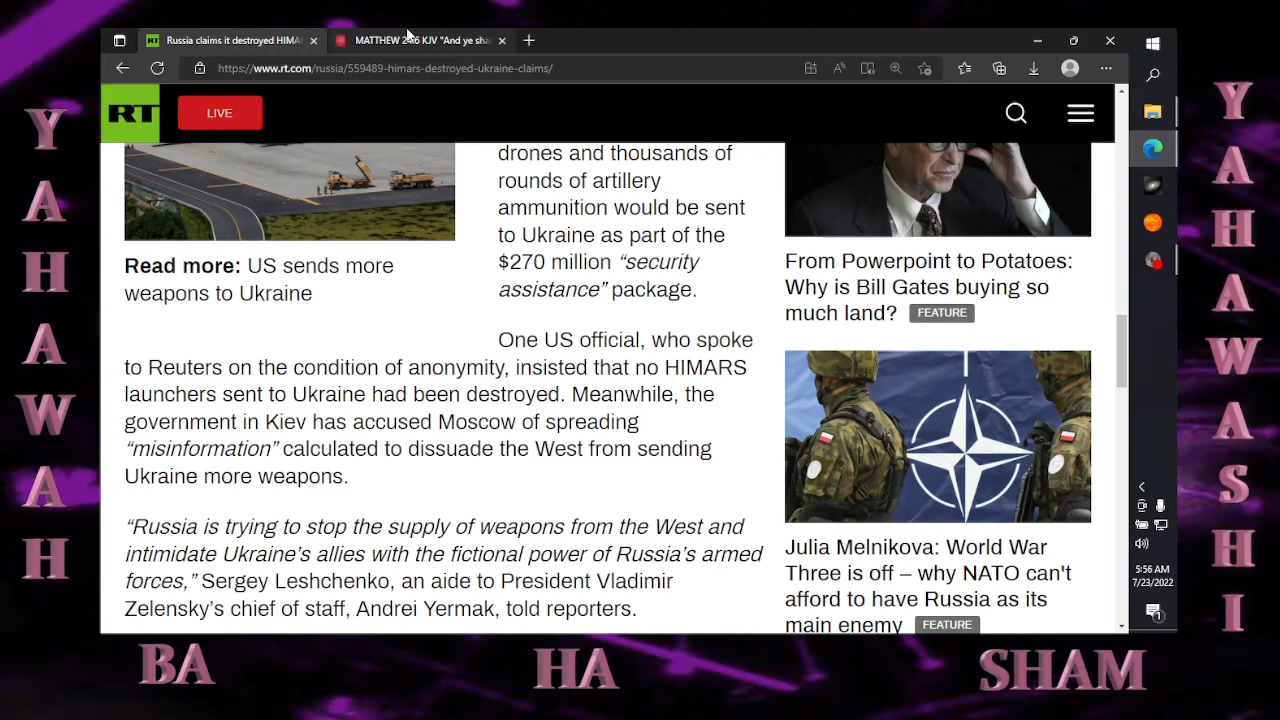 Russia claims it destroyed HIMA
MATTHEW 24:6 KJV "And ye sha
https://www.rt.com/russia/559489-himars-destroyed-ukraine-claims/
RT
LIVE
drones and thousands of
rounds of artillery
ammunition would be sent
to Ukraine as part of the
$270 million “security
assistance” package.
Read more: US sends more
weapons to Ukraine
One US official, who spoke
to Reuters on the condition of anonymity, insisted that no HIMARS
launchers sent to Ukraine had been destroyed. Meanwhile, the
government in Kiev has accused Moscow of spreading
“misinformation” calculated to dissuade the West from sending
Ukraine more weapons.
“Russia is trying to stop the supply of weapons from the West and
intimidate Ukraine’s allies with the fictional power of Russia’s armed
forces,” Sergey Leshchenko, an aide to President Vladimir
Zelensky’s chief of staff, Andrei Yermak, told reporters.
From Powerpoint to Potatoes:
Why is Bill Gates buying so
much land? FEATURE
Julia Melnikova: World War
Three is off – why NATO can't
afford to have Russia as its
main enemy FEATURE
5:56 AM
7/23/2022
1
YAHAWAH
BA
HA
SHAM
YAHAWASHI